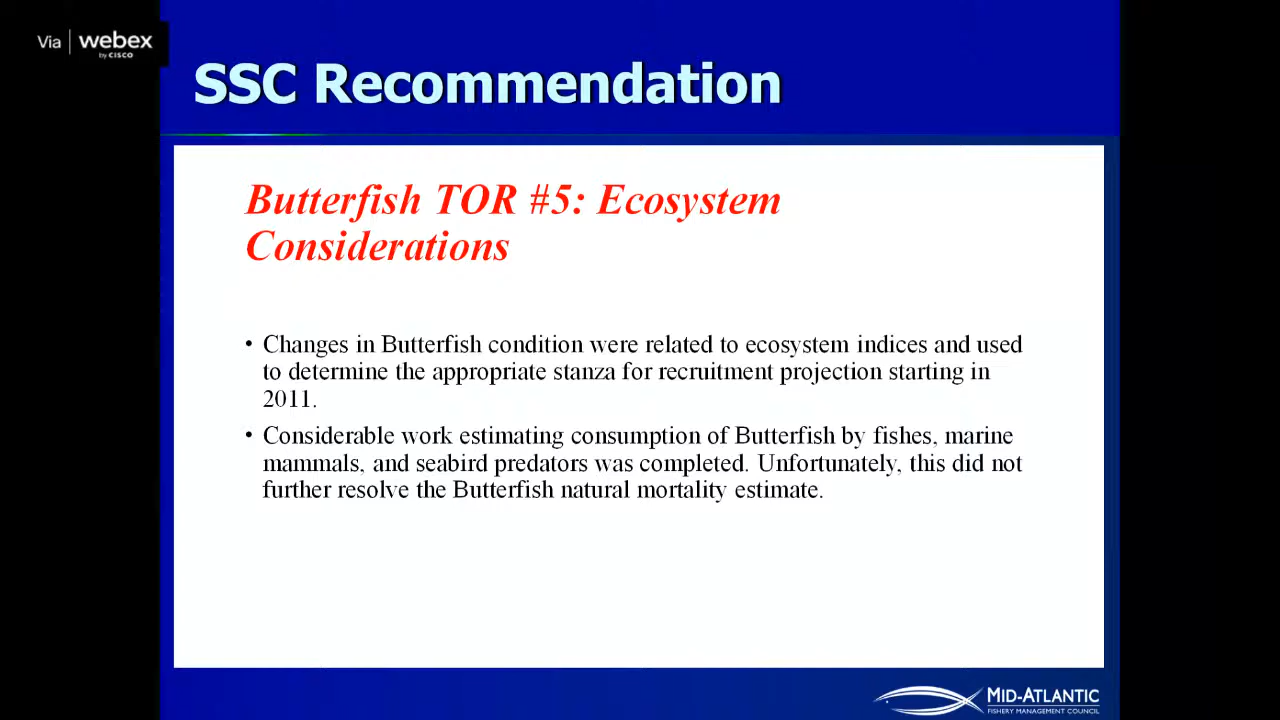 Via webex
by CISCO
SSC Recommendation
Butterfish TOR #5: Ecosystem
Considerations
• Changes in Butterfish condition were related to ecosystem indices and used
to determine the appropriate stanza for recruitment projection starting in
2011.
• Considerable work estimating consumption of Butterfish by fishes, marine
mammals, and seabird predators was completed. Unfortunately, this did not
further resolve the Butterfish natural mortality estimate.
MID-ATLANTIC
FISHERY MANAGEMENT COUNCIL